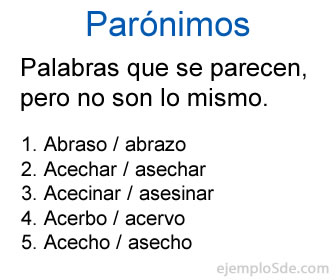 Parónimos
Palabras que se parecen,
pero no son lo mismo.
1. Abraso / abrazo
2. Acechar / asechar
3. Acecinar / asesinar
4. Acerbo / acervo
5. Acecho / asecho
ejemplo5de.com